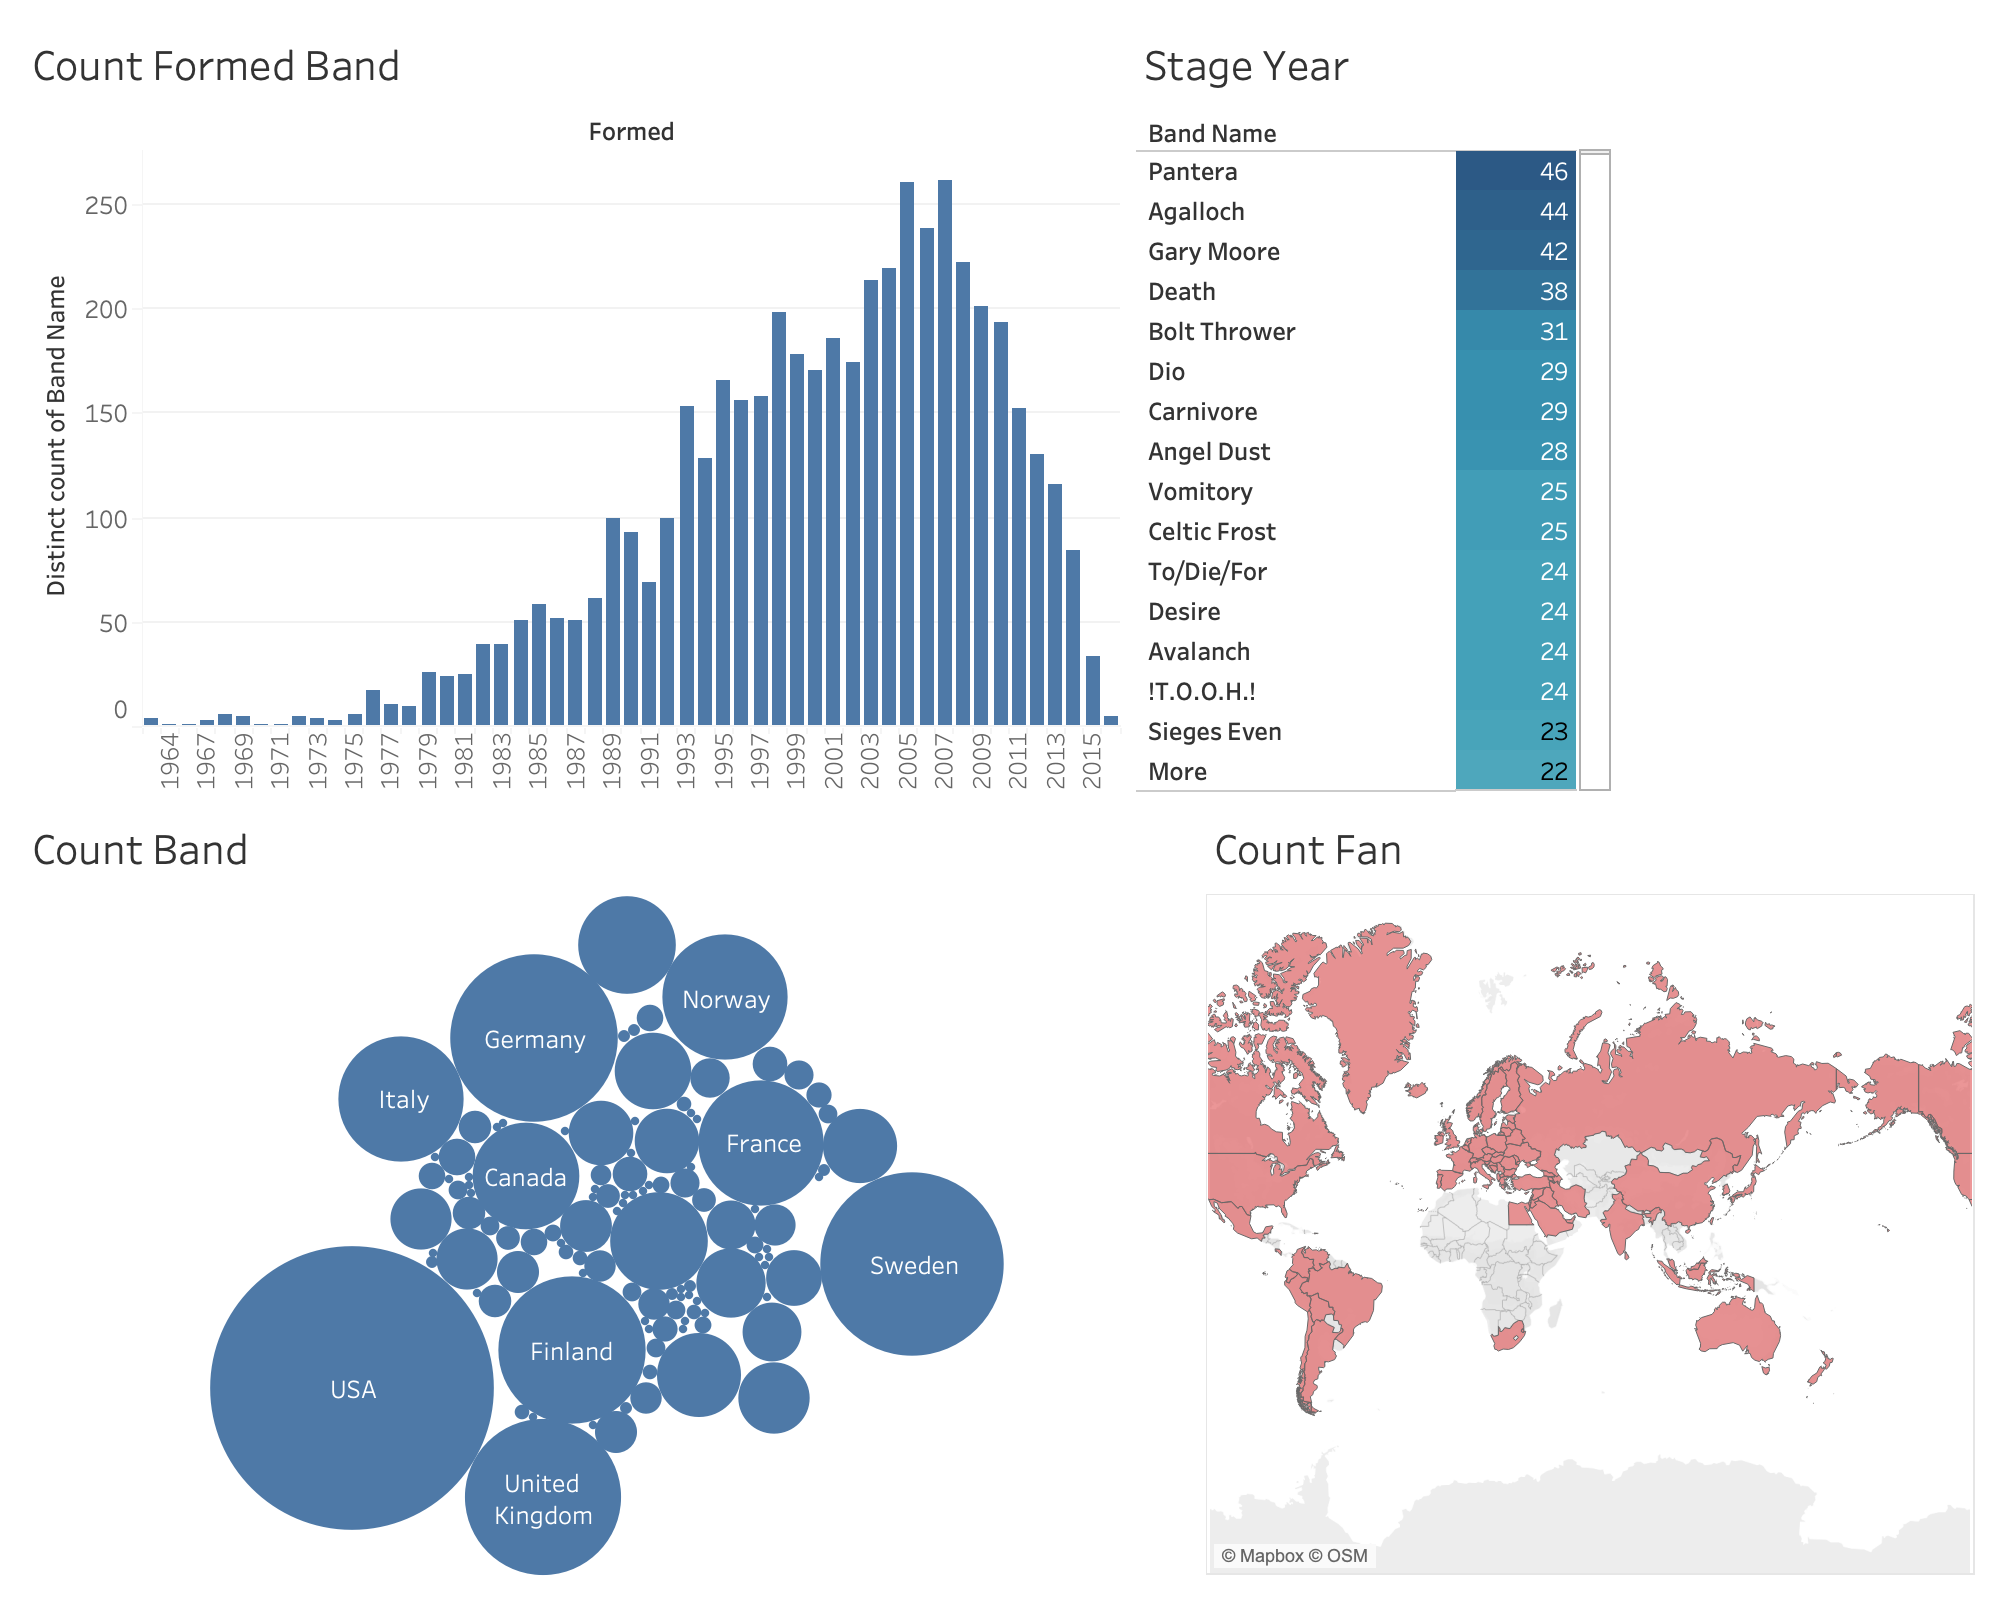 Count Formed Band
Formed
Distinct count of Band Name
250
200
150
100
50
0
1964
1967
1969
1971
1973
1975
1977
1979
1981
1983
1985
1987
1989
1991
1993
1995
1997
1999
2001
2003
2005
2007
2009
2011
2013
2015
Stage Year
Band Name
Pantera 46
Agalloch 44
Gary Moore 42
Death 38
Bolt Thrower 31
Dio 29
Carnivore 29
Angel Dust 28
Vomitory 25
Celtic Frost 25
To/Die/For 24
Desire 24
Avalanch 24
!T.O.O.H.! 24
Sieges Even 23
More 22
Count Band
Norway
Germany
Italy
France
Canada
Sweden
Finland
USA
United
Kingdom
Count Fan
© Mapbox © OSM